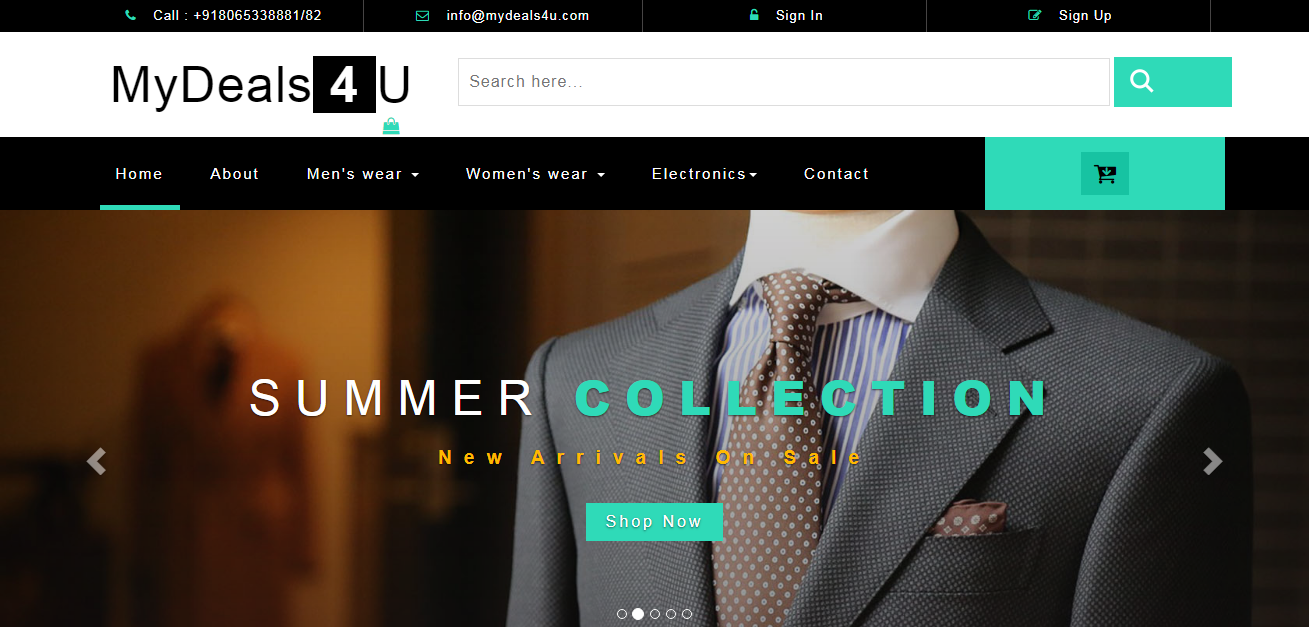 Call : +918065338881/82
info@mydeals4u.com
Sign In
Sign Up
MyDeals 4 U
Search here...
Home
About
Men's wear
Women's wear
Electronics
Contact
SUMMER COLLECTION
New Arrivals On Sale
Shop Now